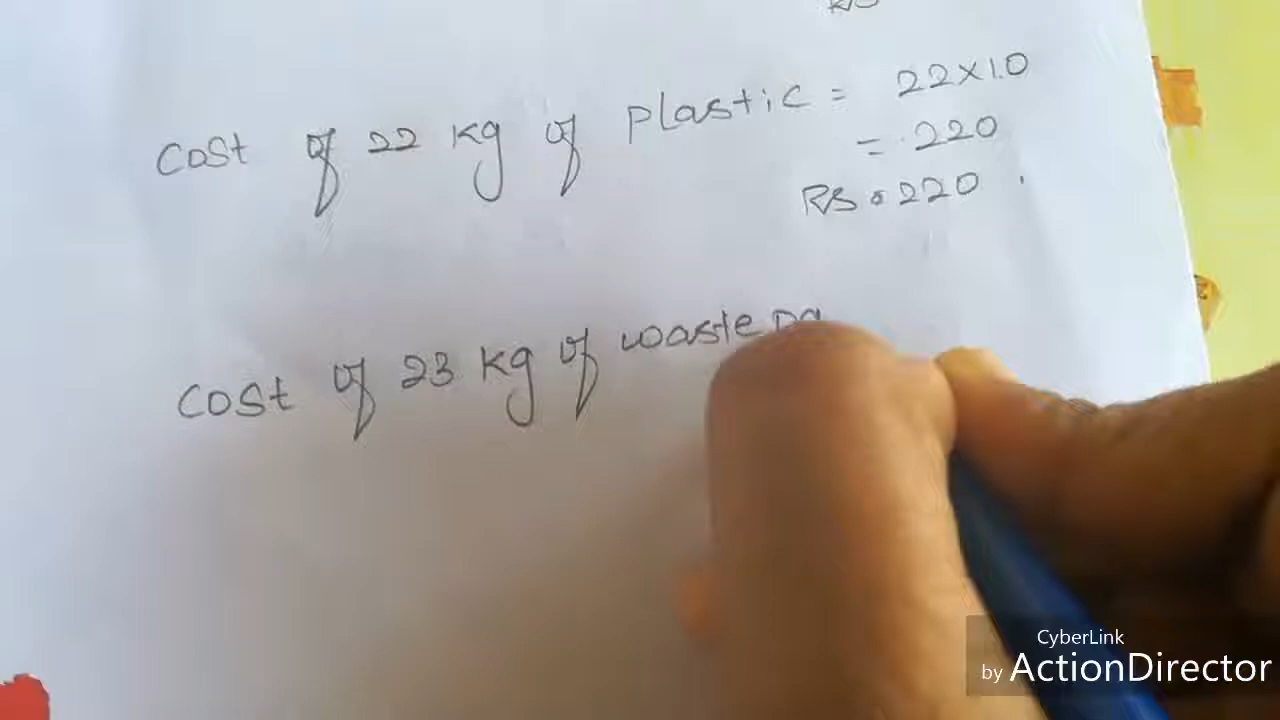 Cost of 22 kg of plastic = 22×10
= 220
RS. 220.
Cost of 23 kg of waste pa
CyberLink
by ActionDirector